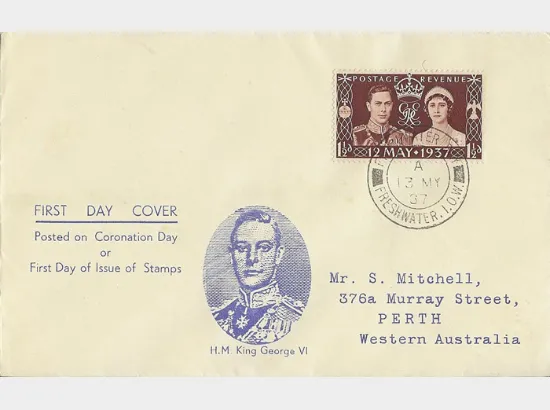 POSTAGE REVENUE
1½D 12 MAY · 1937 1½D
A
13 MY
37
FRESHWATER, I.O.W.
FIRST DAY COVER
Posted on Coronation Day
or
First Day of Issue of Stamps
H.M. King George VI
Mr. S. Mitchell,
376a Murray Street,
PERTH
Western Australia